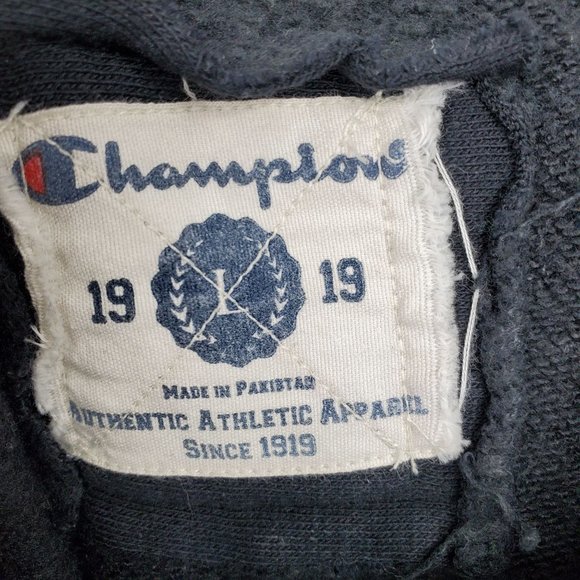 Champion
19 L 19
MADE IN PAKISTAN
AUTHENTIC ATHLETIC APPAREL
SINCE 1919